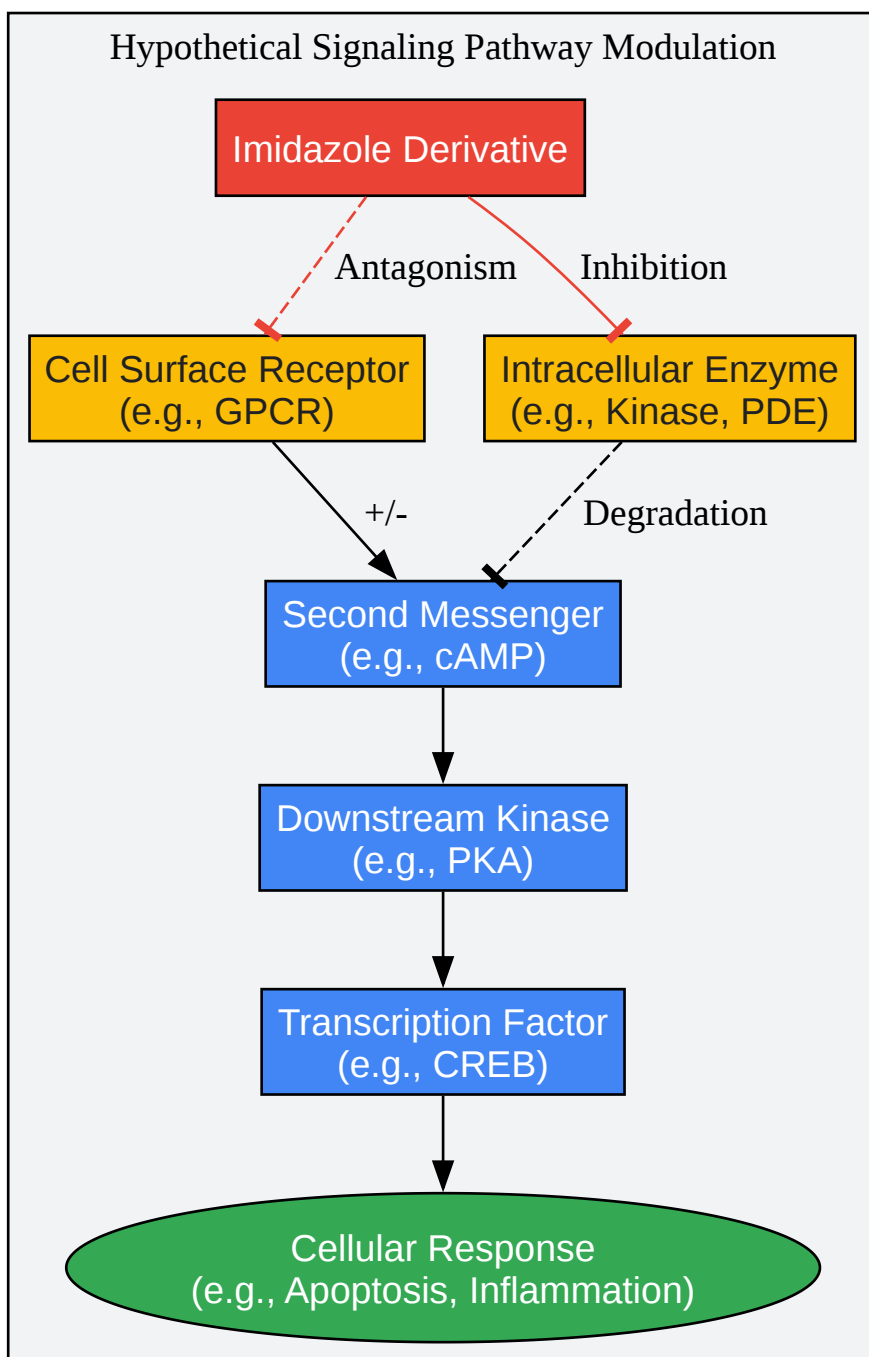 Hypothetical Signaling Pathway Modulation
Imidazole Derivative
Antagonism
Inhibition
Cell Surface Receptor
(e.g., GPCR)
Intracellular Enzyme
(e.g., Kinase, PDE)
+/-
Degradation
Second Messenger
(e.g., cAMP)
Downstream Kinase
(e.g., PKA)
Transcription Factor
(e.g., CREB)
Cellular Response
(e.g., Apoptosis, Inflammation)